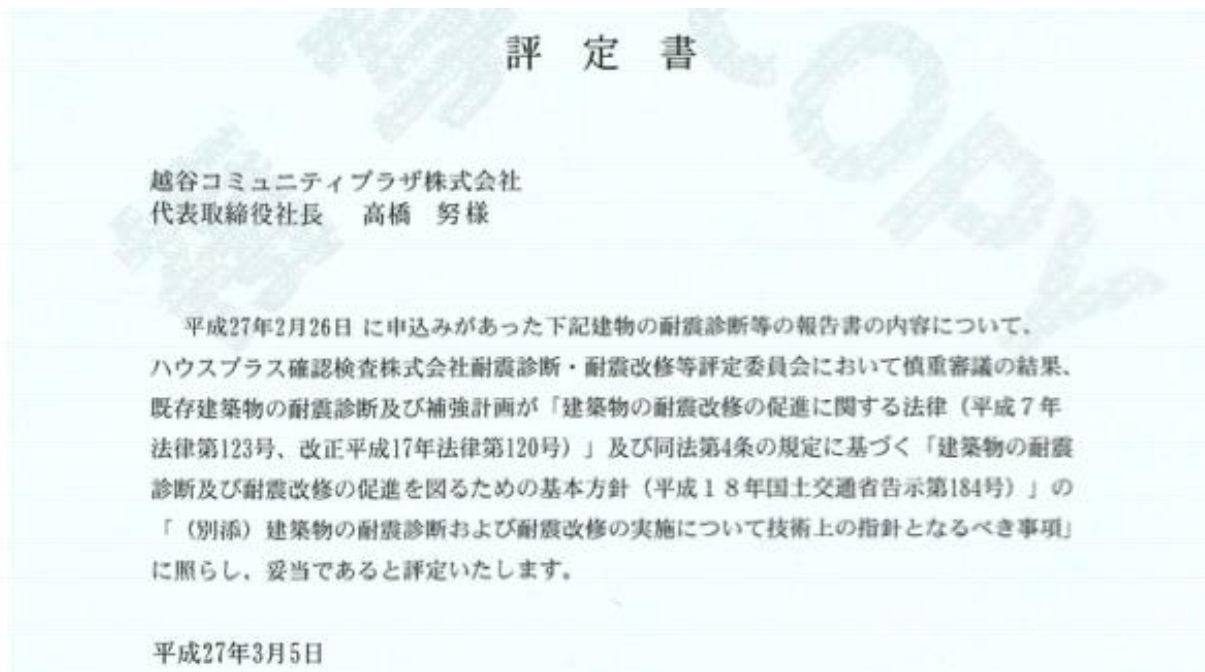 評 定 書
越谷コミュニティプラザ株式会社
代表取締役社長　高橋　努様
平成27年2月26日 に申込みがあった下記建物の耐震診断等の報告書の内容について、
ハウスプラス確認検査株式会社耐震診断・耐震改修等評定委員会において慎重審議の結果、
既存建築物の耐震診断及び補強計画が「建築物の耐震改修の促進に関する法律（平成７年
法律第123号、改正平成17年法律第120号）」及び同法第4条の規定に基づく「建築物の耐震
診断及び耐震改修の促進を図るための基本方針（平成１８年国土交通省告示第184号）」の
「（別添）建築物の耐震診断および耐震改修の実施について技術上の指針となるべき事項」
に照らし、妥当であると評定いたします。
平成27年3月5日
COPY